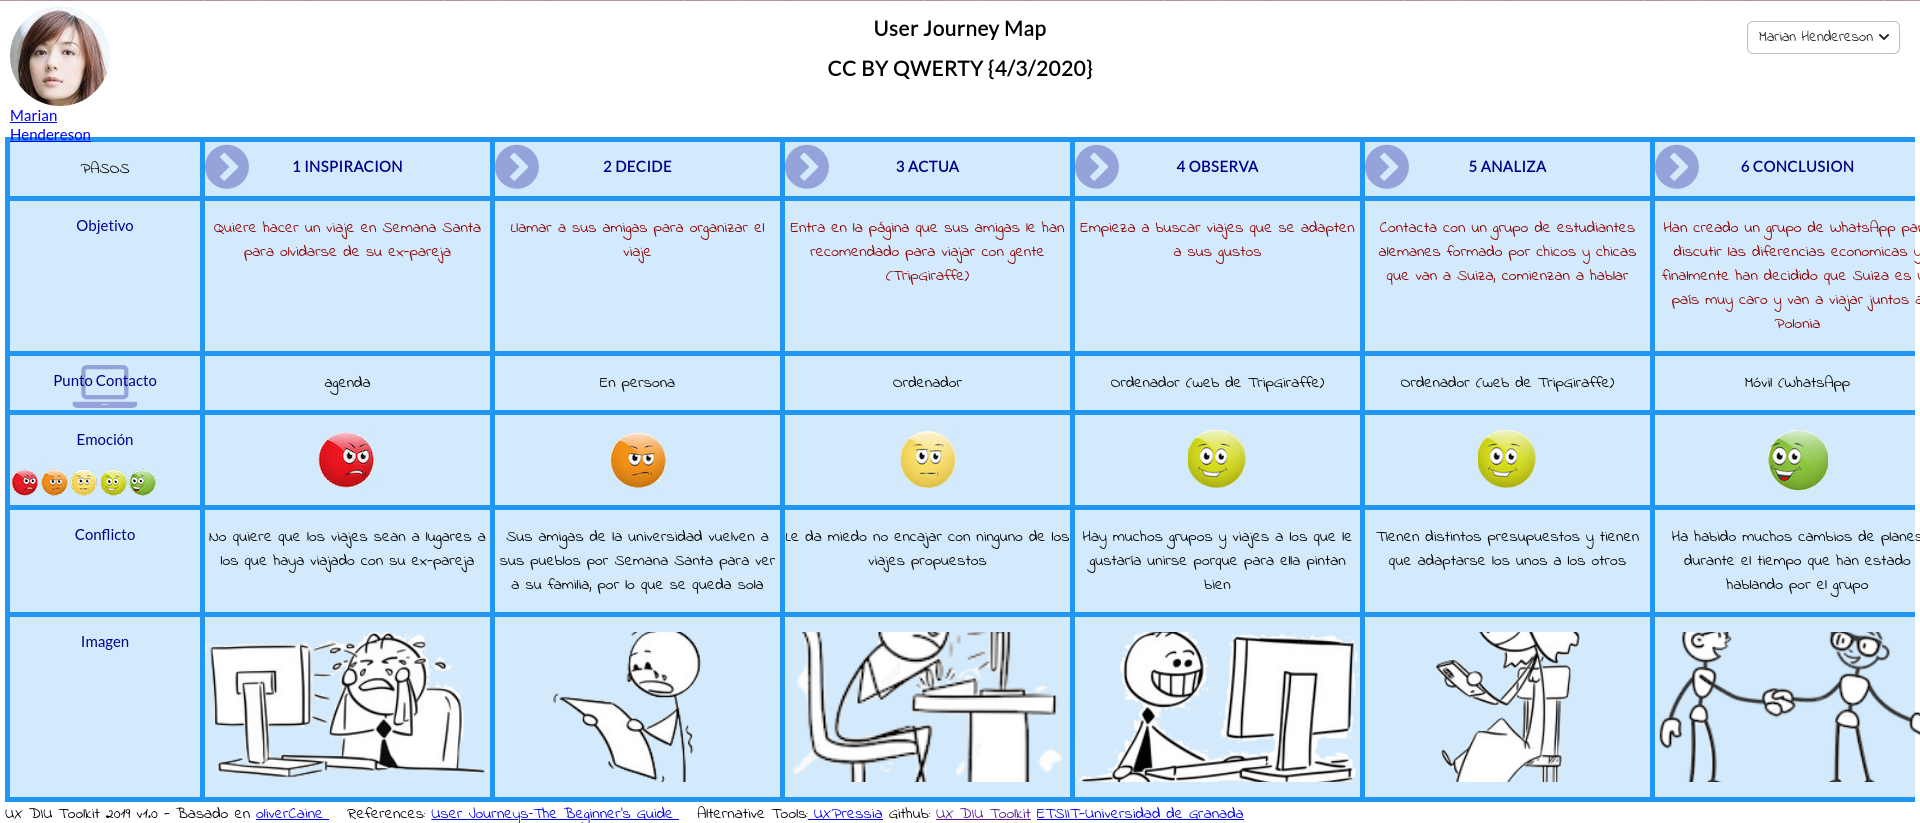 User Journey Map
CC BY QWERTY {4/3/2020}
Marian Hendereson
Marian
Hendereson
PASOS
1 INSPIRACION
2 DECIDE
3 ACTUA
4 OBSERVA
5 ANALIZA
6 CONCLUSION
Objetivo
Quiere hacer un viaje en Semana Santa
para olvidarse de su ex-pareja
Llamar a sus amigas para organizar el
viaje
Entra en la página que sus amigas le han
recomendado para viajar con gente
(TripGiraffe)
Empieza a buscar viajes que se adapten
a sus gustos
Contacta con un grupo de estudiantes
alemanes formado por chicos y chicas
que van a Suiza, comienzan a hablar
Han creado un grupo de WhatsApp par
discutir las diferencias economicas y
finalmente han decidido que Suiza es u
país muy caro y van a viajar juntos a
Polonia
Punto Contacto
agenda
En persona
Ordenador
Ordenador (web de TripGiraffe)
Ordenador (web de TripGiraffe)
Móvil (WhatsApp
Emoción
Conflicto
No quiere que los viajes sean a lugares a
los que haya viajado con su ex-pareja
Sus amigas de la universidad vuelven a
sus pueblos por Semana Santa para ver
a su familia, por lo que se queda sola
Le da miedo no encajar con ninguno de los
viajes propuestos
Hay muchos grupos y viajes a los que le
gustaría unirse porque para ella pintan
bien
Tienen distintos presupuestos y tienen
que adaptarse los unos a los otros
Ha habido muchos cambios de planes
durante el tiempo que han estado
hablando por el grupo
Imagen
UX DIU Toolkit 2019 v1.0 - Basado en oliverCaine References: User Journeys-The Beginner's Guide Alternative Tools: UXPressia Github: UX DIU Toolkit ETSIIT-Universidad de Granada